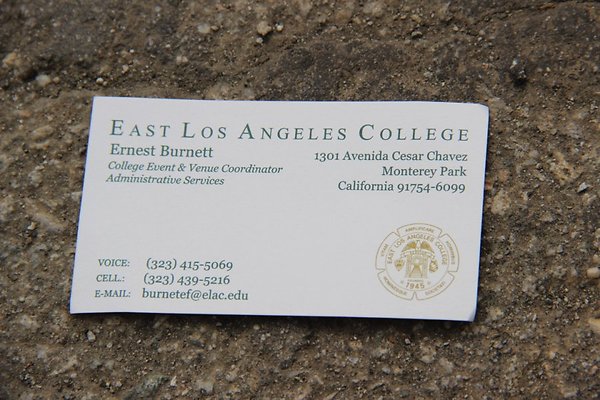 EAST LOS ANGELES COLLEGE
Ernest Burnett
College Event & Venue Coordinator
Administrative Services
1301 Avenida Cesar Chavez
Monterey Park
California 91754-6099
VOICE: (323) 415-5069
CELL.: (323) 439-5216
E-MAIL: burnetef@elac.edu
EAST LOS ANGELES COLLEGE
1945